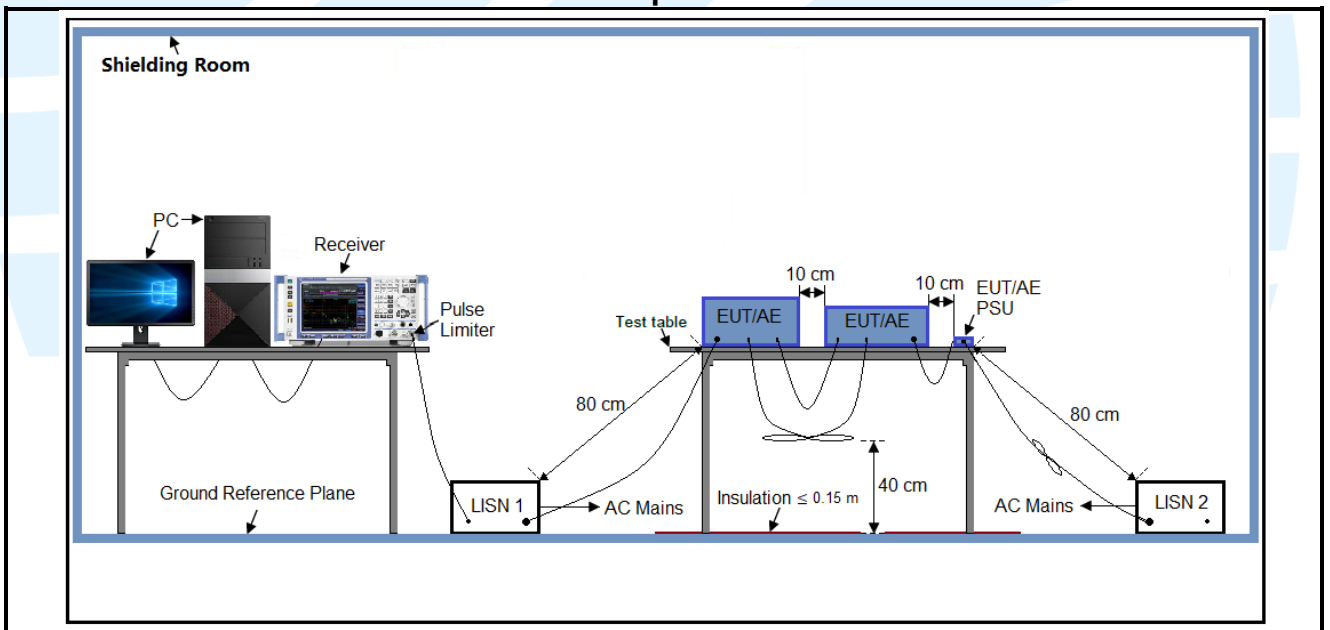 Shielding Room
PC
Receiver
Pulse
Limiter
10 cm
10 cm
EUT/AE
PSU
Test table
EUT/AE
EUT/AE
80 cm
80 cm
40 cm
Ground Reference Plane
LISN 1
AC Mains
Insulation ≤ 0.15 m
AC Mains
LISN 2